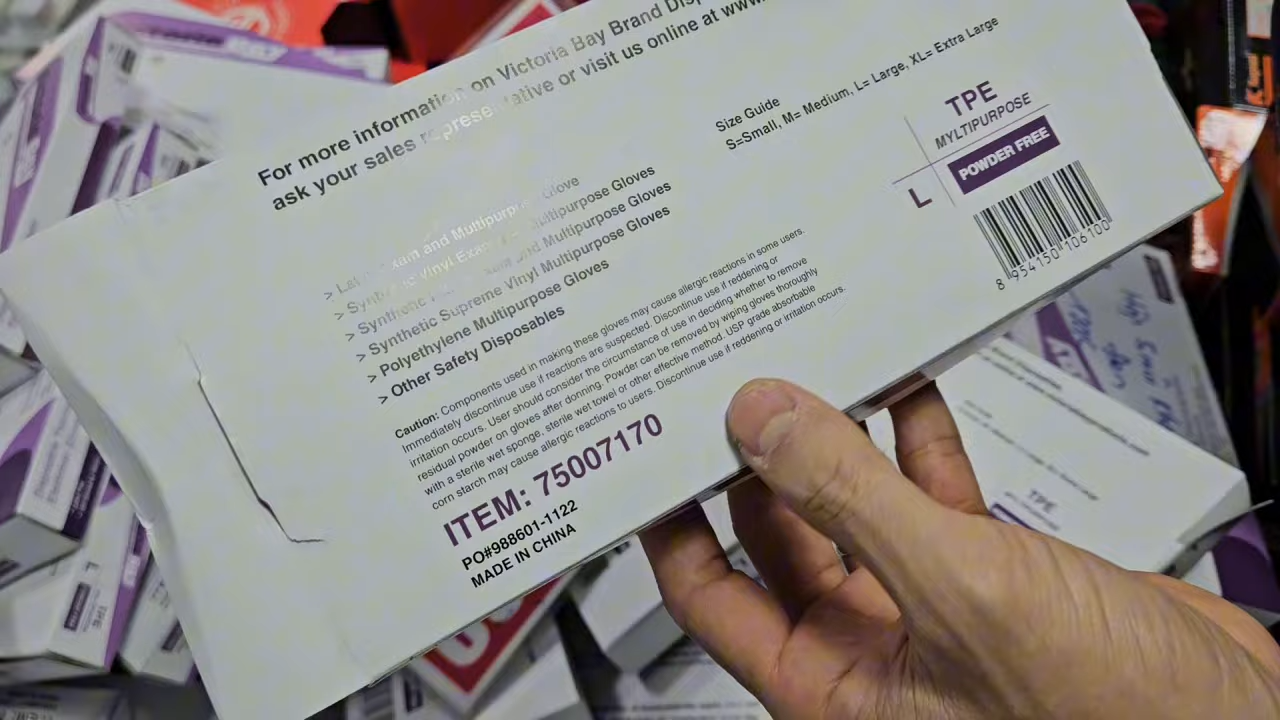 For more information on Victoria Bay Brand
ask your sales representative or visit us online at www.
Size Guide
S=Small, M= Medium, L= Large, XL= Extra Large
TPE
MYLTIPURPOSE
POWDER FREE
L
8 954150 106100
> Exam and Multipurpose Glove
> Vinyl Exam Multipurpose Gloves
> Synthetic Exam and Multipurpose Gloves
> Synthetic Supreme Vinyl Multipurpose Gloves
> Polyethylene Multipurpose Gloves
> Other Safety Disposables
Caution: Components used in making these gloves may cause allergic reactions in some users.
Immediately discontinue use if reactions are suspected. Discontinue use if reddening or
irritation occurs. User should consider the circumstance of use in deciding whether to remove
residual powder on gloves after donning. Powder can be removed by wiping gloves thoroughly
with a sterile wet sponge, sterile wet towel or other effective method. USP grade absorbable
corn starch may cause allergic reactions to users. Discontinue use if reddening or irritation occurs.
ITEM: 75007170
PO#988601-1122
MADE IN CHINA
TPE
L